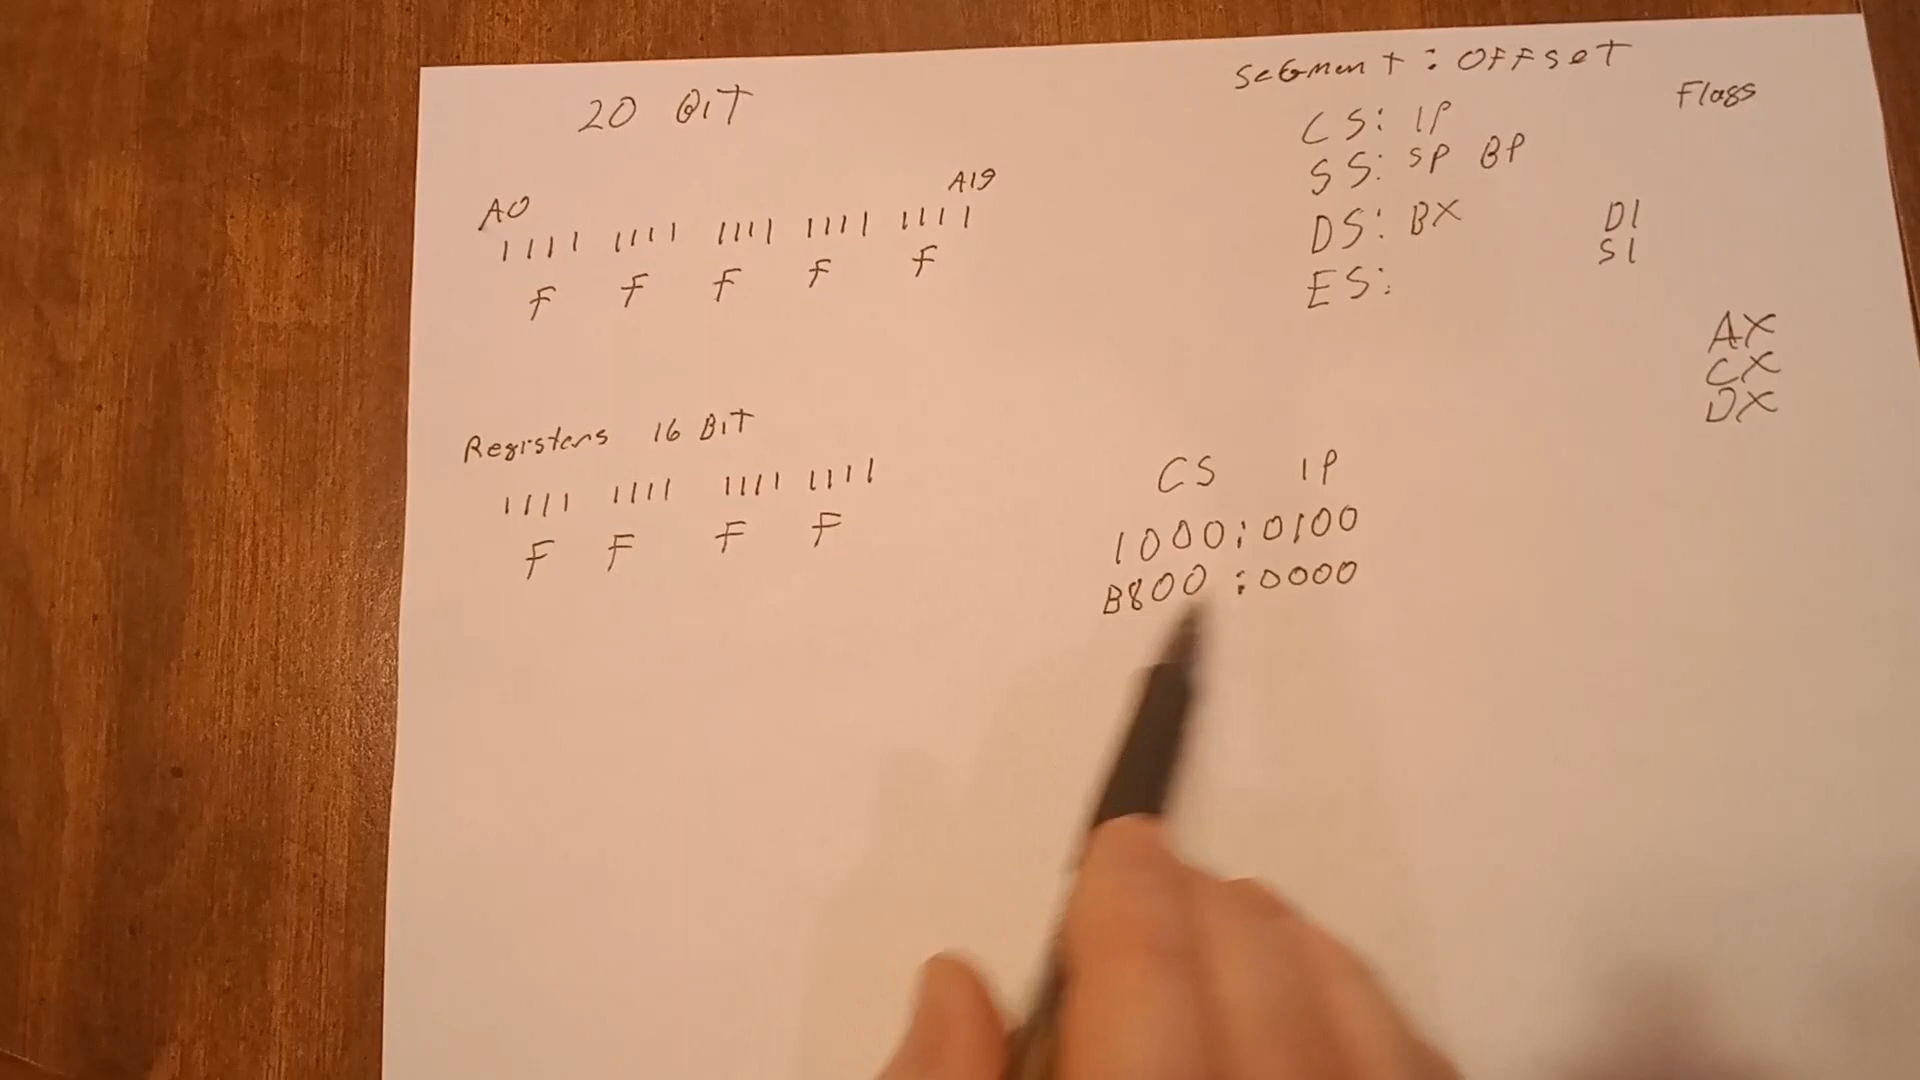 20 BIT
A0 A19
1111 1111 1111 1111 1111
F F F F F
Registers 16 BIT
1111 1111 1111 1111
F F F F
Segment : OFFset
Flags
CS: IP
SS: SP BP
DS: BX
ES:
DI
SI
AX
CX
DX
CS IP
1000:0100
B800:0000